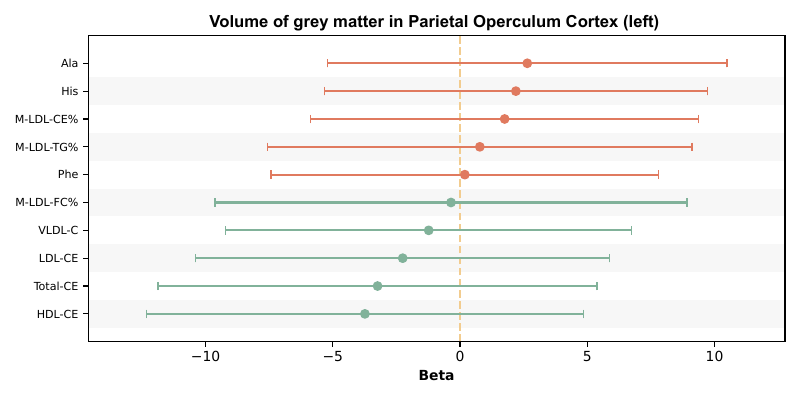 Volume of grey matter in Parietal Operculum Cortex (left)
Ala
His
M-LDL-CE%
M-LDL-TG%
Phe
M-LDL-FC%
VLDL-C
LDL-CE
Total-CE
HDL-CE
−10 −5 0 5 10
Beta